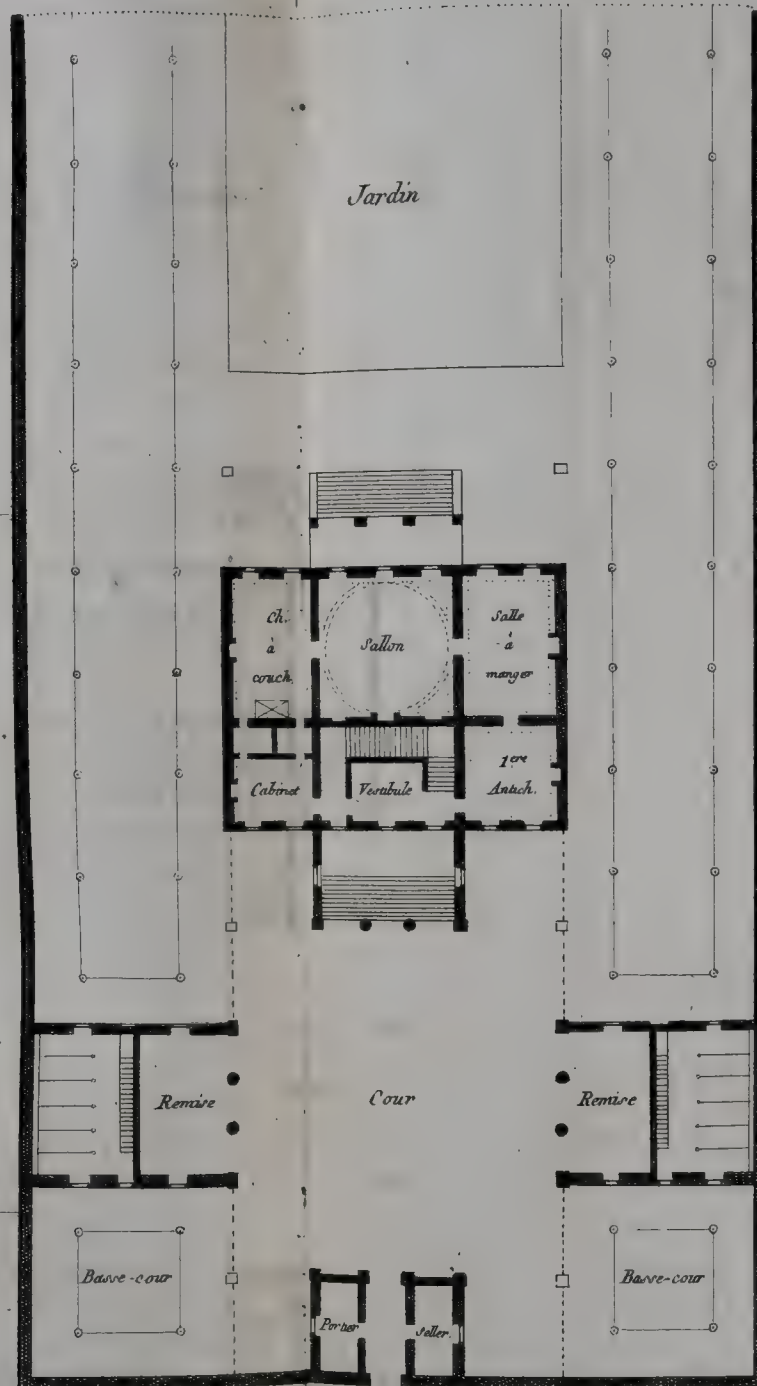 Jardin
Ch.
à
couch.
Sallon
Salle
à
manger
Cabinet
Vestibule
1ere
Antich.
Remise
Cour
Remise
Basse-cour
Portier
Seller.
Basse-cour